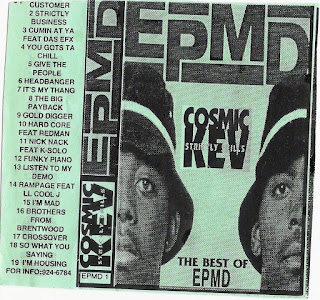 CUSTOMER
2 STRICTLY
BUSINESS
3 CUMIN AT YA
FEAT DAS EFX
4 YOU GOTS TA
CHILL
5 GIVE THE
PEOPLE
6 HEADBANGER
7 IT'S MY THANG
8 THE BIG
PAYBACK
9 GOLD DIGGER
10 HARD CORE
FEAT REDMAN
11 NICK NACK
FEAT K-SOLO
12 FUNKY PIANO
13 LISTEN TO MY
DEMO
14 RAMPAGE FEAT
LL COOL J
15 I'M MAD
16 BROTHERS
FROM
BRENTWOOD
17 CROSSOVER
18 SO WHAT YOU
SAYING
19 I'M HOUSING
FOR INFO:924-6784
EPMD
COSMIC
KEV
EPMD 1
EPMD
COSMIC
KEV
STRICTLY SKILLS
THE BEST OF
EPMD